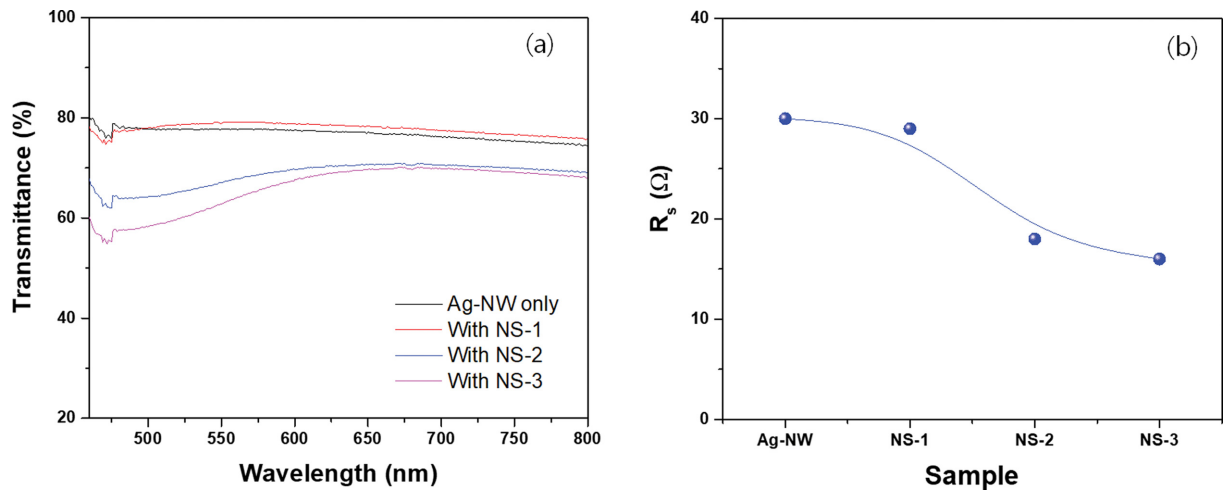 (a)
100
80
60
40
20
Transmittance (%)
Ag-NW only
With NS-1
With NS-2
With NS-3
500 550 600 650 700 750 800
Wavelength (nm)
(b)
40
30
20
10
0
Rₛ (Ω)
Ag-NW NS-1 NS-2 NS-3
Sample